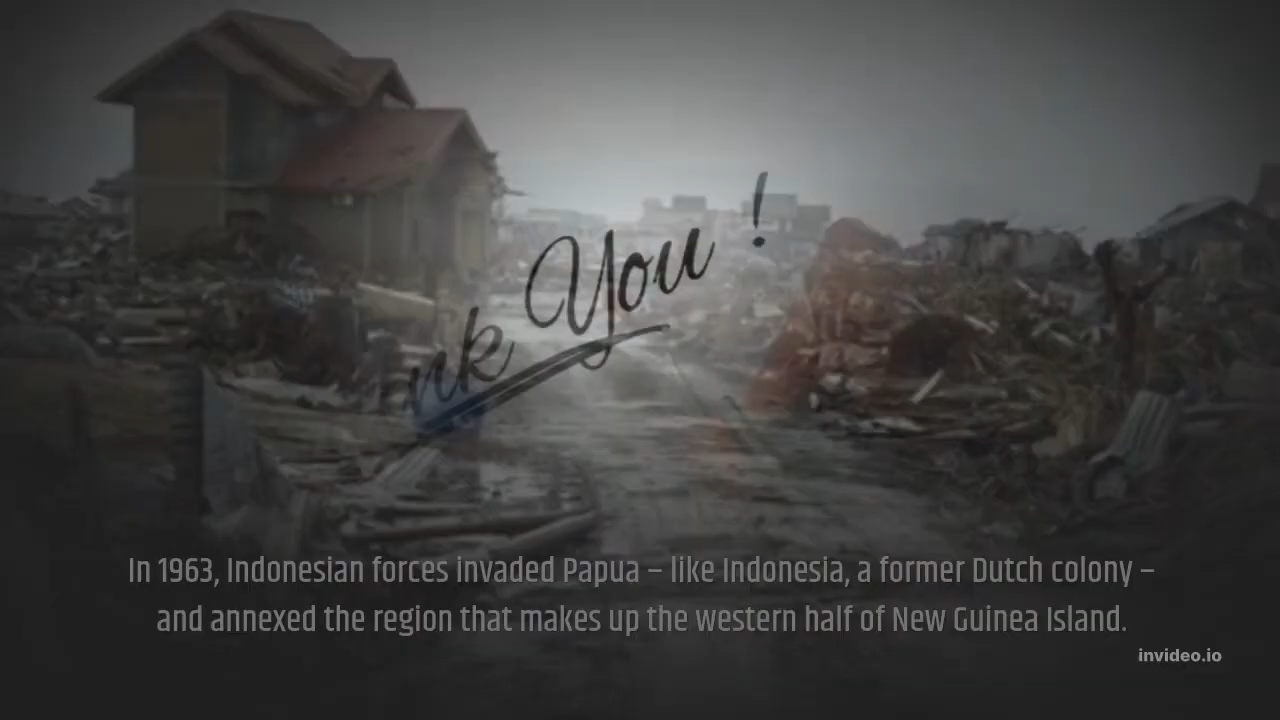 nk You !
In 1963, Indonesian forces invaded Papua – like Indonesia, a former Dutch colony –
and annexed the region that makes up the western half of New Guinea Island.
invideo.io